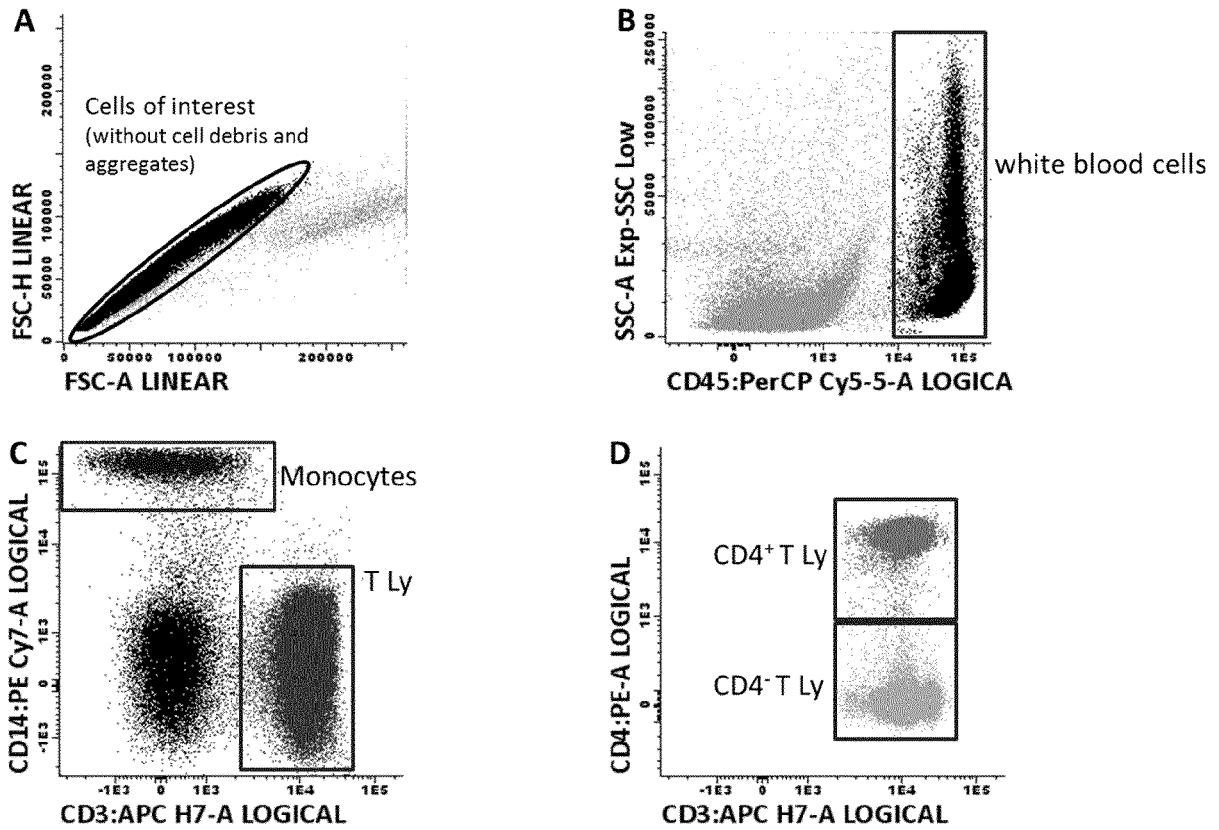 A
200000
150000
100000
50000
0
FSC-H LINEAR
Cells of interest
(without cell debris and
aggregates)
0
50000
100000
200000
FSC-A LINEAR
B
250000
100000
50000
0
SSC-A Exp-SSC Low
white blood cells
0
1E3
1E4
1E5
CD45:PerCP Cy5-5-A LOGICA
C
1E5
1E4
1E3
0
-1E3
CD14:PE Cy7-A LOGICAL
Monocytes
T Ly
-1E3
0
1E3
1E4
1E5
CD3:APC H7-A LOGICAL
D
1E5
1E4
1E3
0
CD4:PE-A LOGICAL
CD4⁺ T Ly
CD4⁻ T Ly
-1E3
0
1E3
1E4
1E5
CD3:APC H7-A LOGICAL